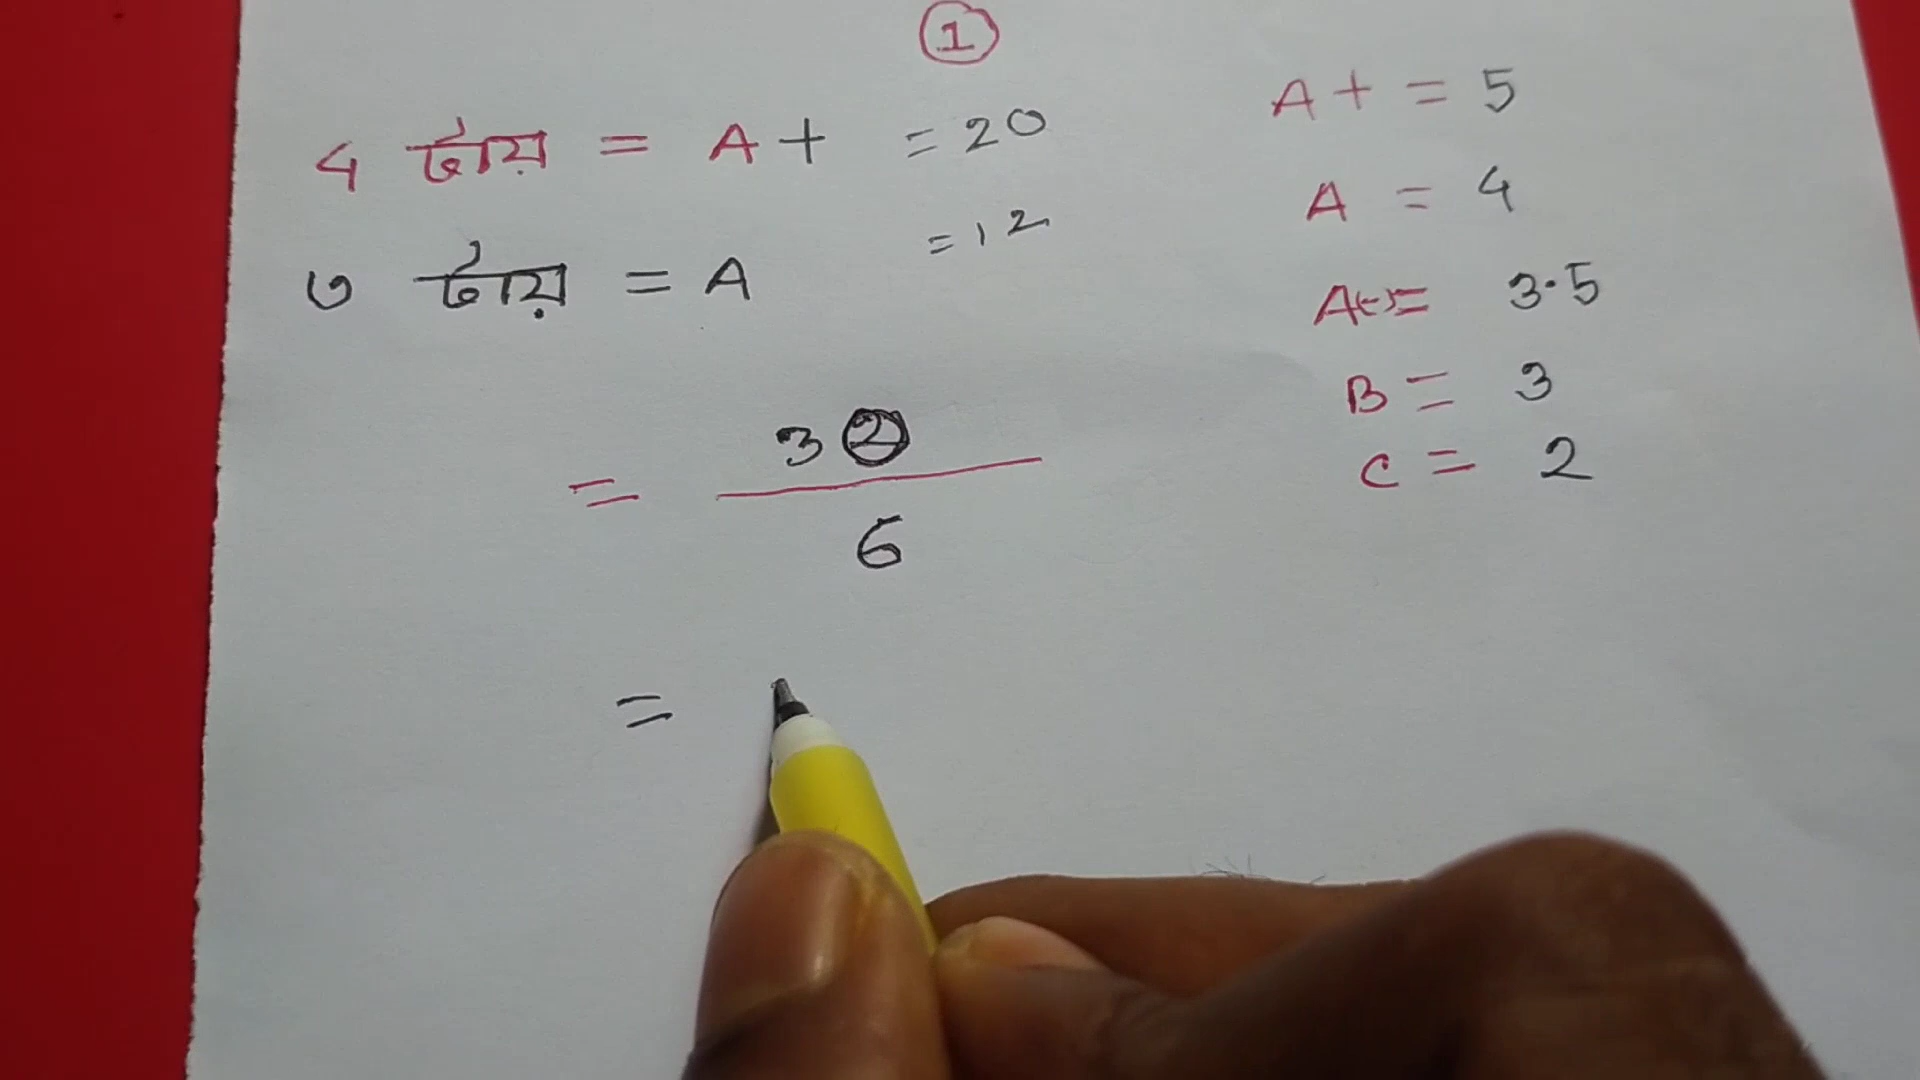 1
4 টায় = A+ = 20
৩ টায় = A = 12
= 32
6
=
A+ = 5
A = 4
A(-)= 3.5
B = 3
C = 2